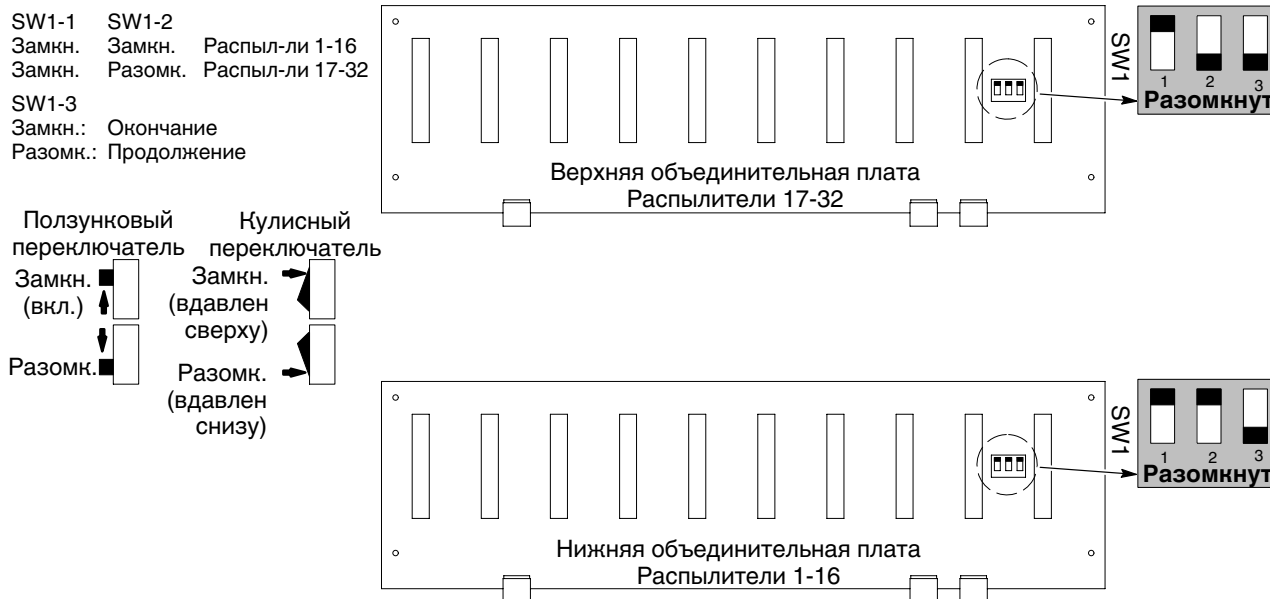 SW1-1 SW1-2
Замкн. Замкн. Распыл-ли 1-16
Замкн. Разомк. Распыл-ли 17-32
SW1-3
Замкн.: Окончание
Разомк.: Продолжение
Ползунковый
переключатель
Замкн.
(вкл.)
Разомк.
Кулисный
переключатель
Замкн.
(вдавлен
сверху)
Разомк.
(вдавлен
снизу)
Верхняя объединительная плата
Распылители 17-32
SW1
1 2 3
Разомкнут
Нижняя объединительная плата
Распылители 1-16
SW1
1 2 3
Разомкнут